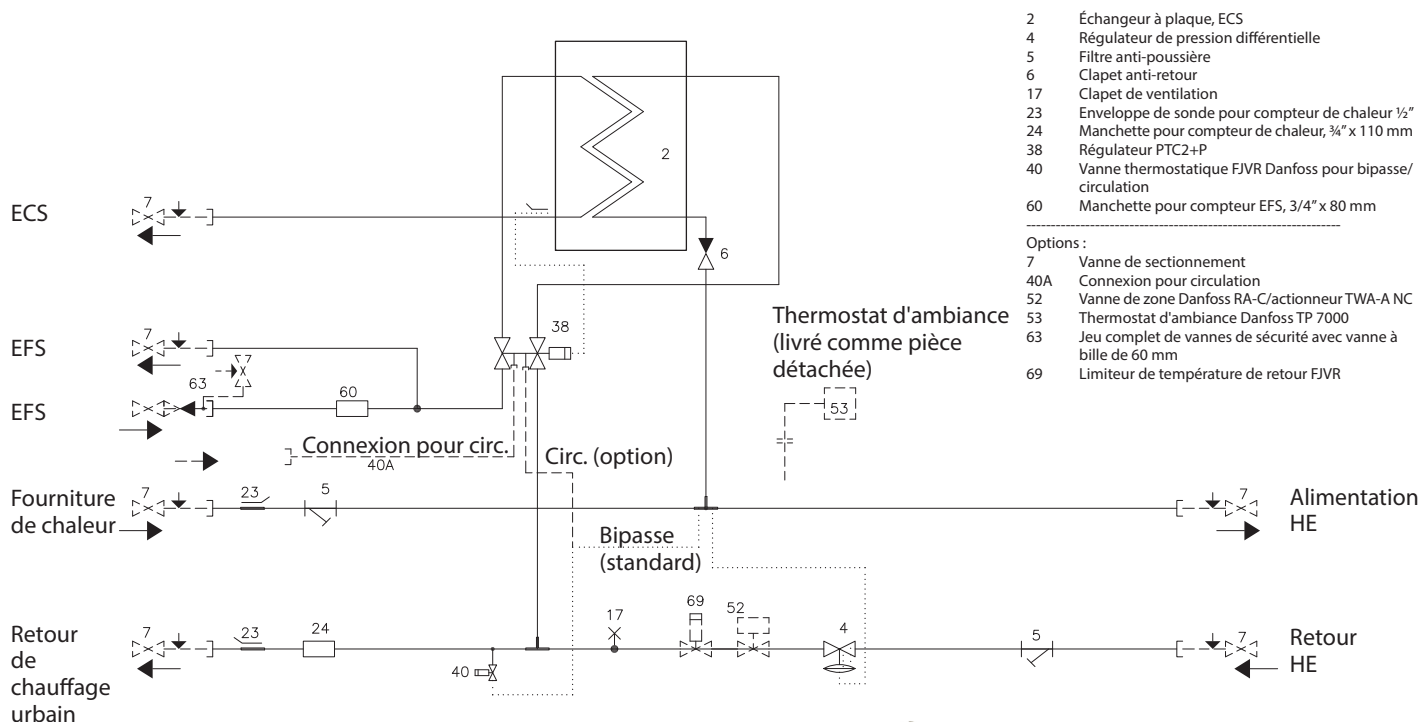 2 Échangeur à plaque, ECS
4 Régulateur de pression différentielle
5 Filtre anti-poussière
6 Clapet anti-retour
17 Clapet de ventilation
23 Enveloppe de sonde pour compteur de chaleur ½”
24 Manchette pour compteur de chaleur, ¾” x 110 mm
38 Régulateur PTC2+P
40 Vanne thermostatique FJVR Danfoss pour bipasse/
circulation
60 Manchette pour compteur EFS, 3/4” x 80 mm
---------------------------------------------------------------
Options :
7 Vanne de sectionnement
40A Connexion pour circulation
52 Vanne de zone Danfoss RA-C/actionneur TWA-A NC
53 Thermostat d'ambiance Danfoss TP 7000
63 Jeu complet de vannes de sécurité avec vanne à
bille de 60 mm
69 Limiteur de température de retour FJVR
2
7
ECS
6
Thermostat d'ambiance
(livré comme pièce
détachée)
53
7
38
EFS
63
60
EFS
Connexion pour circ.
40A
Circ. (option)
7
23
5
7
Fourniture
de chaleur
Alimentation
HE
Bipasse
(standard)
7
23
24
40
17
69
52
4
5
7
Retour
de
chauffage
urbain
Retour
HE